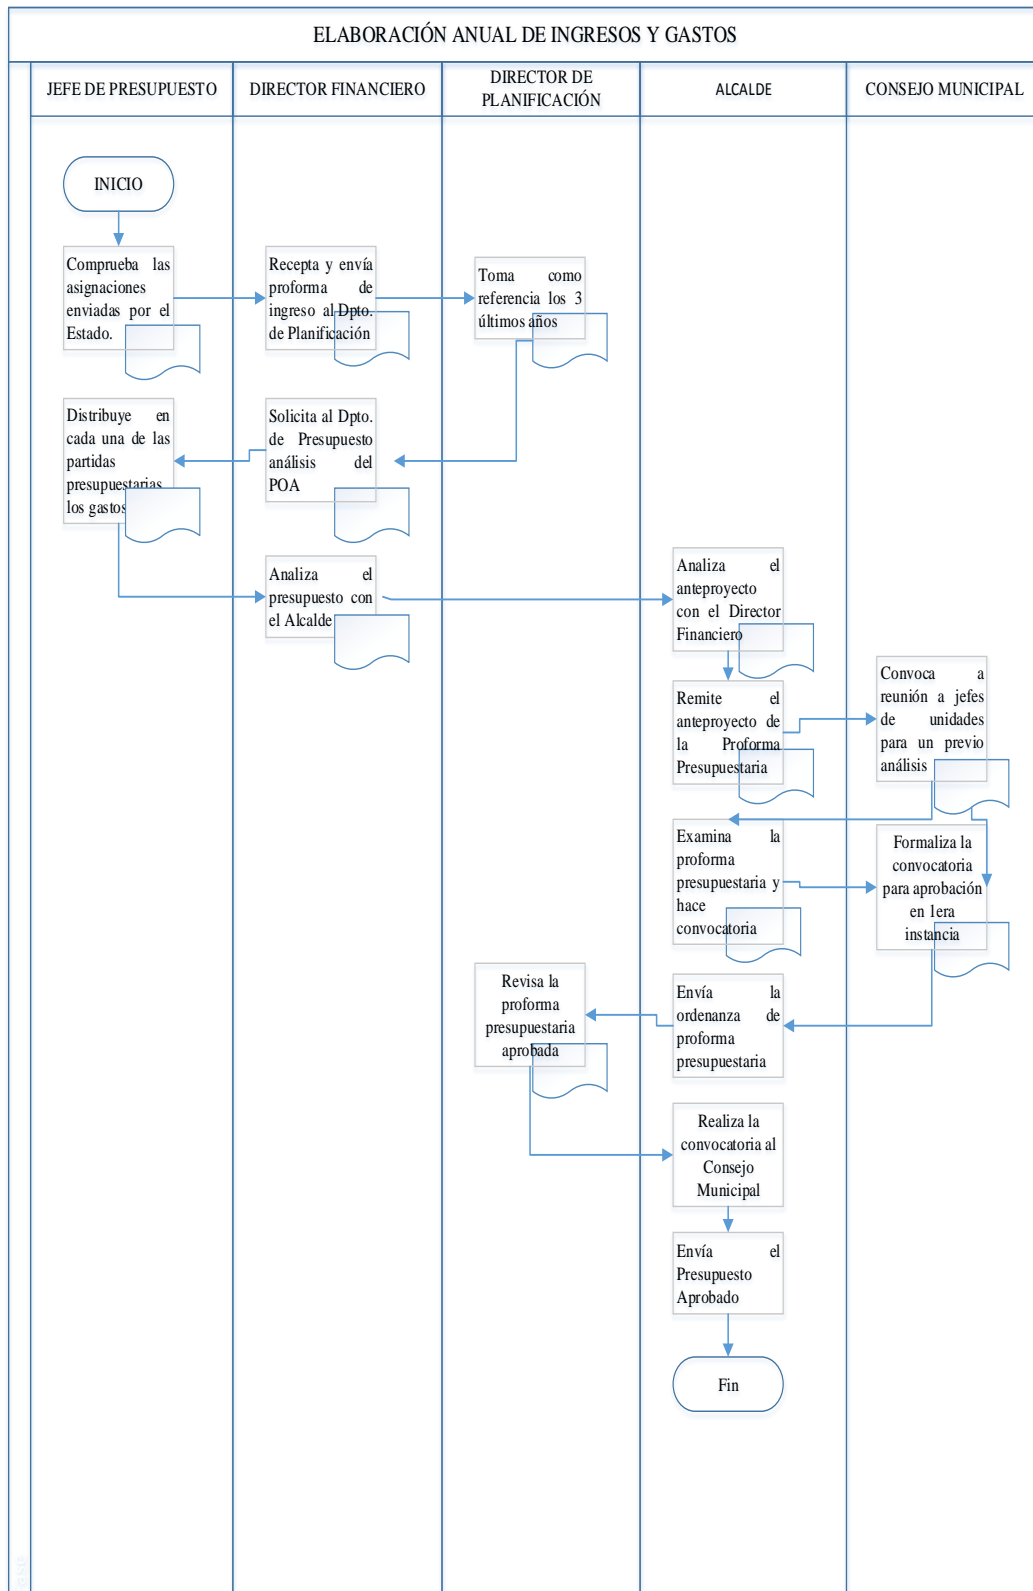 ELABORACIÓN ANUAL DE INGRESOS Y GASTOS
JEFE DE PRESUPUESTO
DIRECTOR FINANCIERO
DIRECTOR DE
PLANIFICACIÓN
ALCALDE
CONSEJO MUNICIPAL
INICIO
Comprueba las
asignaciones
enviadas por el
Estado.
Recepta y envía
proforma de
ingreso al Dpto.
de Planificación
Toma como
referencia los 3
últimos años
Distribuye en
cada una de las
partidas
presupuestarias
los gastos
Solicita al Dpto.
de Presupuesto
análisis del
POA
Analiza el
presupuesto con
el Alcalde
Analiza el
anteproyecto
con el Director
Financiero
Remite el
anteproyecto de
la Proforma
Presupuestaria
Convoca a
reunión a jefes
de unidades
para un previo
análisis
Examina la
proforma
presupuestaria y
hace
convocatoria
Formaliza la
convocatoria
para aprobación
en 1era
instancia
Revisa la
proforma
presupuestaria
aprobada
Envía la
ordenanza de
proforma
presupuestaria
Realiza la
convocatoria al
Consejo
Municipal
Envía el
Presupuesto
Aprobado
Fin